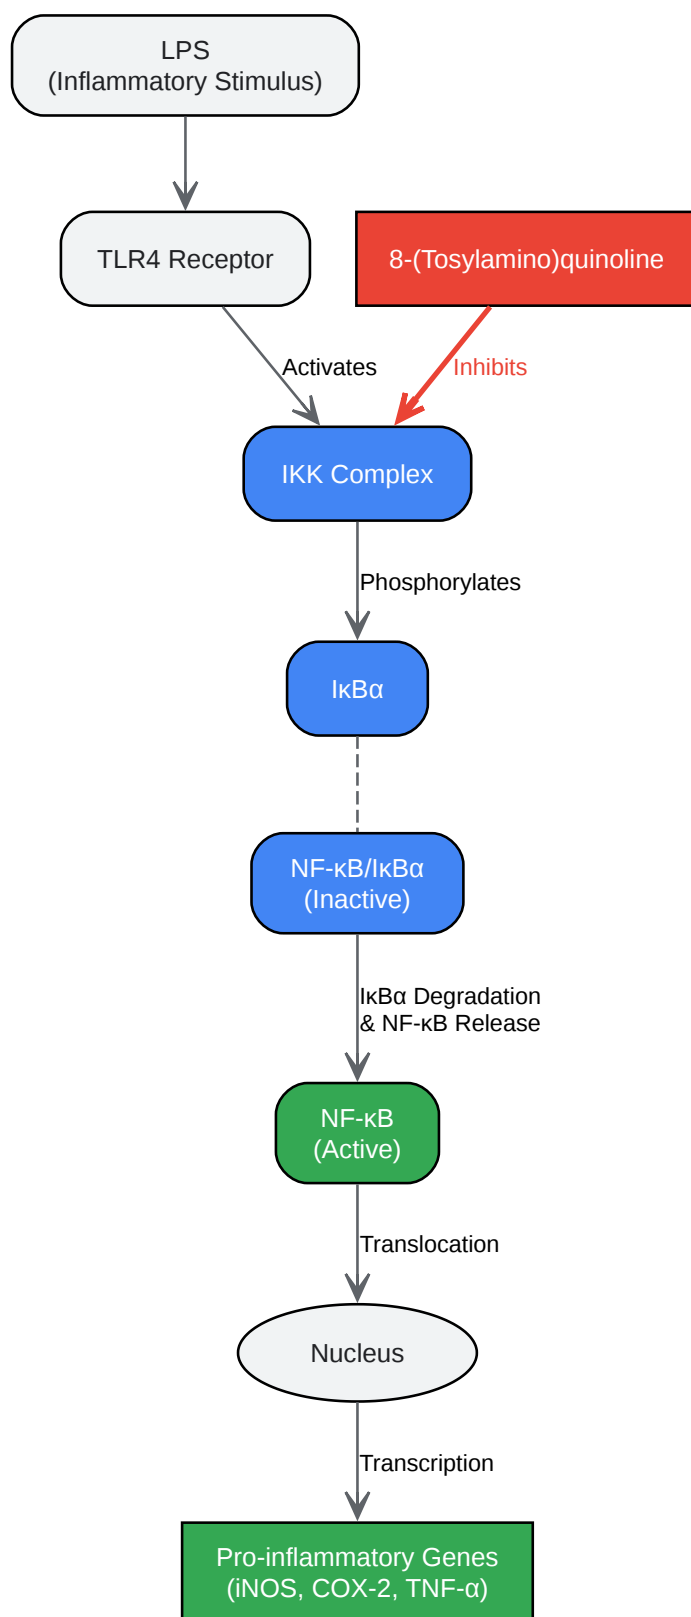 LPS
(Inflammatory Stimulus)
TLR4 Receptor
8-(Tosylamino)quinoline
Activates
Inhibits
IKK Complex
Phosphorylates
IκBα
NF-κB/IκBα
(Inactive)
IκBα Degradation
& NF-κB Release
NF-κB
(Active)
Translocation
Nucleus
Transcription
Pro-inflammatory Genes
(iNOS, COX-2, TNF-α)